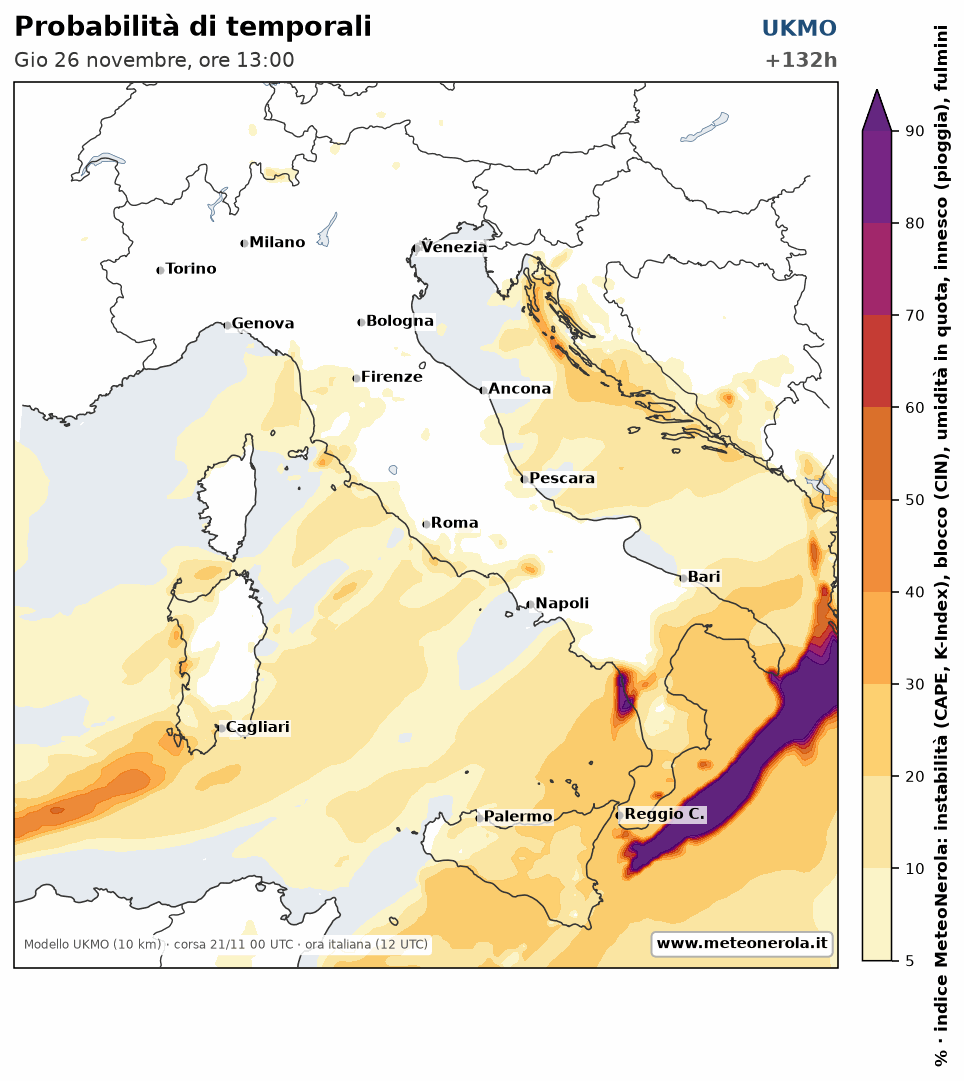 Probabilità di temporali
UKMO
Gio 26 novembre, ore 13:00
+132h
Milano
Venezia
Torino
Genova
Bologna
Firenze
Ancona
Pescara
Roma
Bari
Napoli
Cagliari
Palermo
Reggio C.
Modello UKMO (10 km) · corsa 21/11 00 UTC · ora italiana (12 UTC)
www.meteonerola.it
90
80
70
60
50
40
30
20
10
5
% · indice MeteoNerola: instabilità (CAPE, K-Index), blocco (CIN), umidità in quota, innesco (pioggia), fulmini